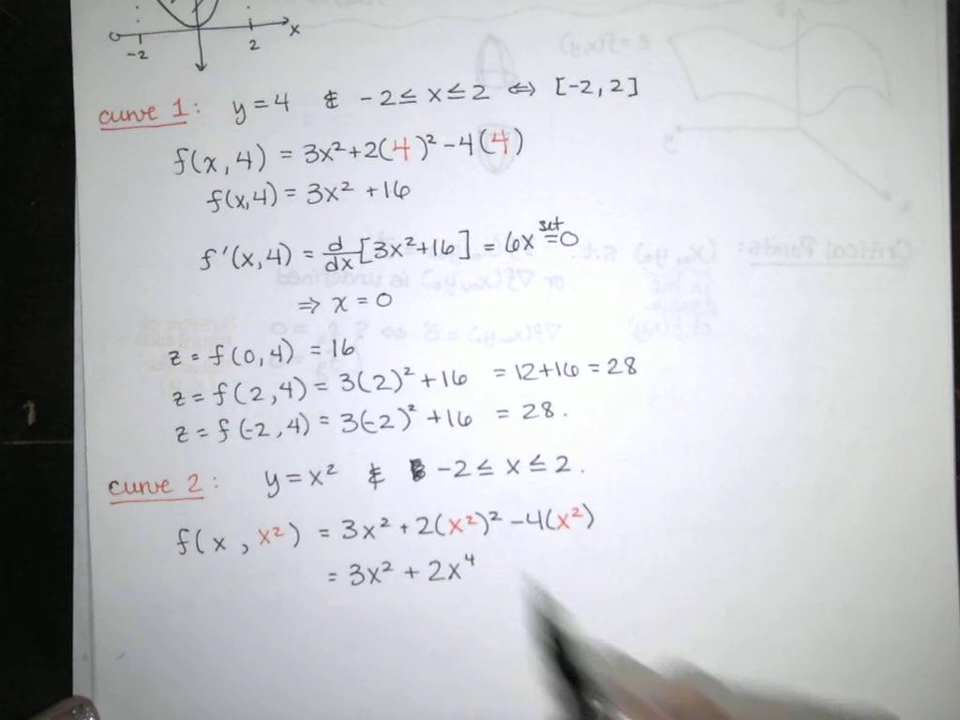 -2 2 x
curve 1: y = 4 & -2 ≤ x ≤ 2 ⇔ [-2, 2]
f(x, 4) = 3x² + 2(4)² - 4(4)
f(x, 4) = 3x² + 16
f'(x, 4) = d/dx [3x² + 16] = 6x set = 0
⇒ x = 0
z = f(0, 4) = 16
z = f(2, 4) = 3(2)² + 16 = 12 + 16 = 28
z = f(-2, 4) = 3(-2)² + 16 = 28.
curve 2: y = x² & -2 ≤ x ≤ 2.
f(x, x²) = 3x² + 2(x²)² - 4(x²)
= 3x² + 2x⁴